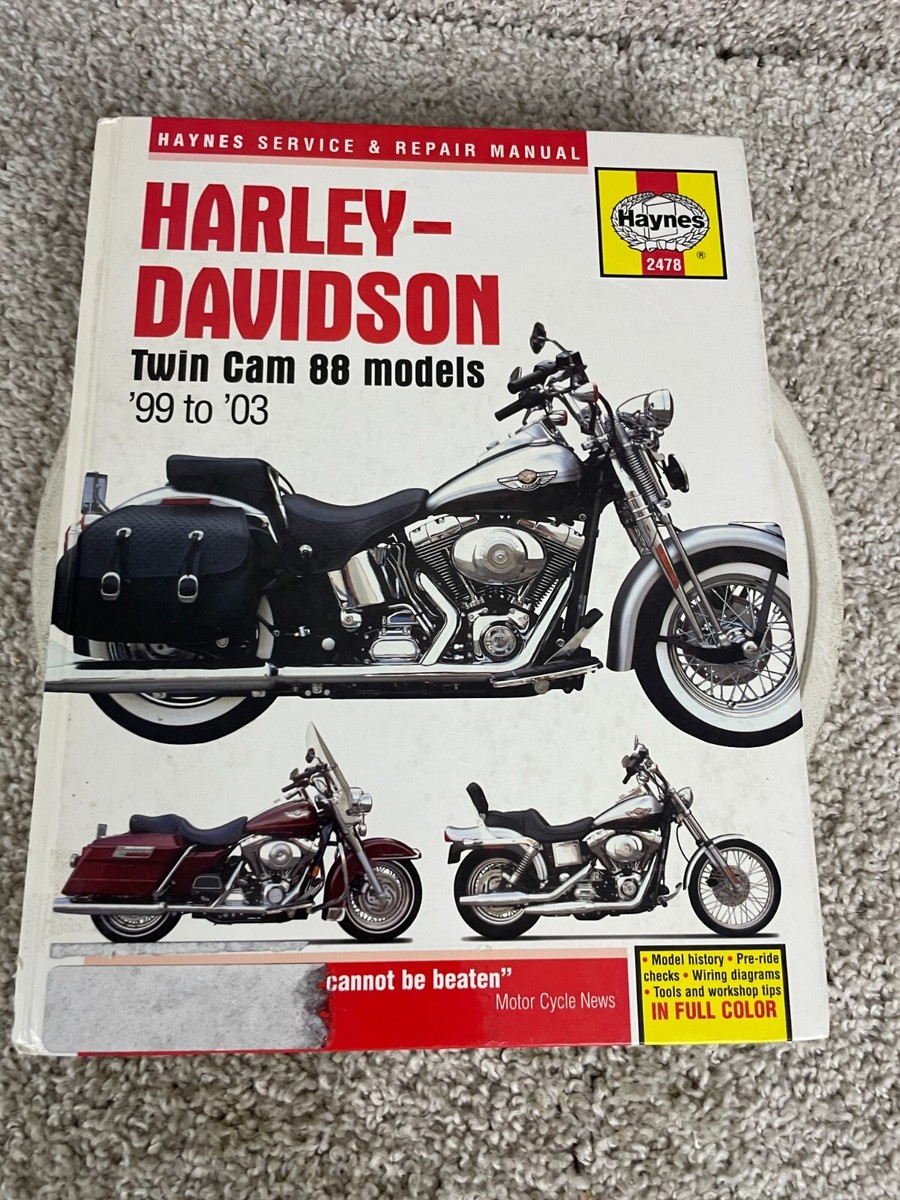 HAYNES SERVICE & REPAIR MANUAL
HARLEY-
DAVIDSON
Twin Cam 88 models
'99 to '03
Haynes
®
2478
cannot be beaten"
Motor Cycle News
• Model history • Pre-ride
checks • Wiring diagrams
• Tools and workshop tips
IN FULL COLOR